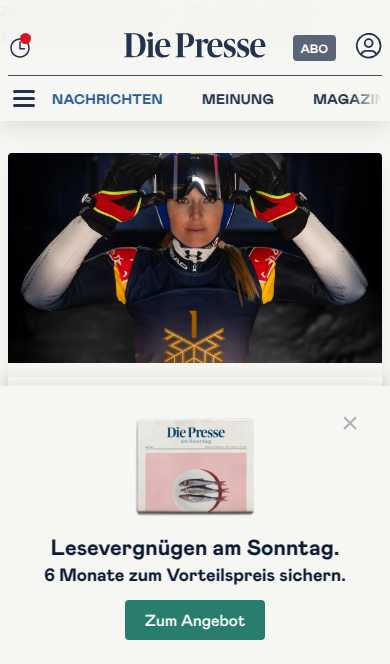 Die Presse
ABO
NACHRICHTEN MEINUNG MAGAZIN
Die Presse
am Sonntag
Lesevergnügen am Sonntag.
6 Monate zum Vorteilspreis sichern.
Zum Angebot